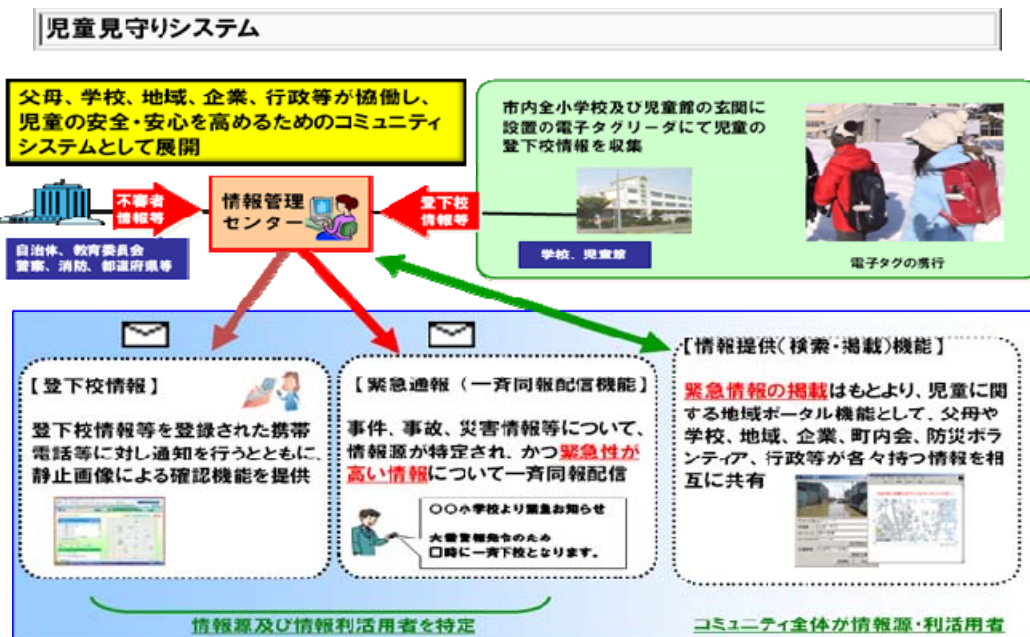 児童見守りシステム
父母、学校、地域、企業、行政等が協働し、
児童の安全・安心を高めるためのコミュニティ
システムとして展開
市内全小学校及び児童館の玄関に
設置の電子タグリーダにて児童の
登下校情報を収集
不審者
情報等
情報管理
センター
登下校
情報等
自治体、教育委員会
警察、消防、都道府県等
学校、児童館
電子タグの携行
【登下校情報】
登下校情報等を登録された携帯
電話等に対し通知を行うとともに、
静止画像による確認機能を提供
【緊急通報（一斉同報配信機能】
事件、事故、災害情報等について、
情報源が特定され、かつ緊急性が
高い情報について一斉同報配信
〇〇小学校より緊急お知らせ
大雪警報発令のため
□時に一斉下校となります。
【情報提供（検索・掲載）機能】
緊急情報の掲載はもとより、児童に関
する地域ポータル機能として、父母や
学校、地域、企業、町内会、防災ボラ
ンティア、行政等が各々持つ情報を相
互に共有
情報源及び情報利活用者を特定
コミュニティ全体が情報源・利活用者